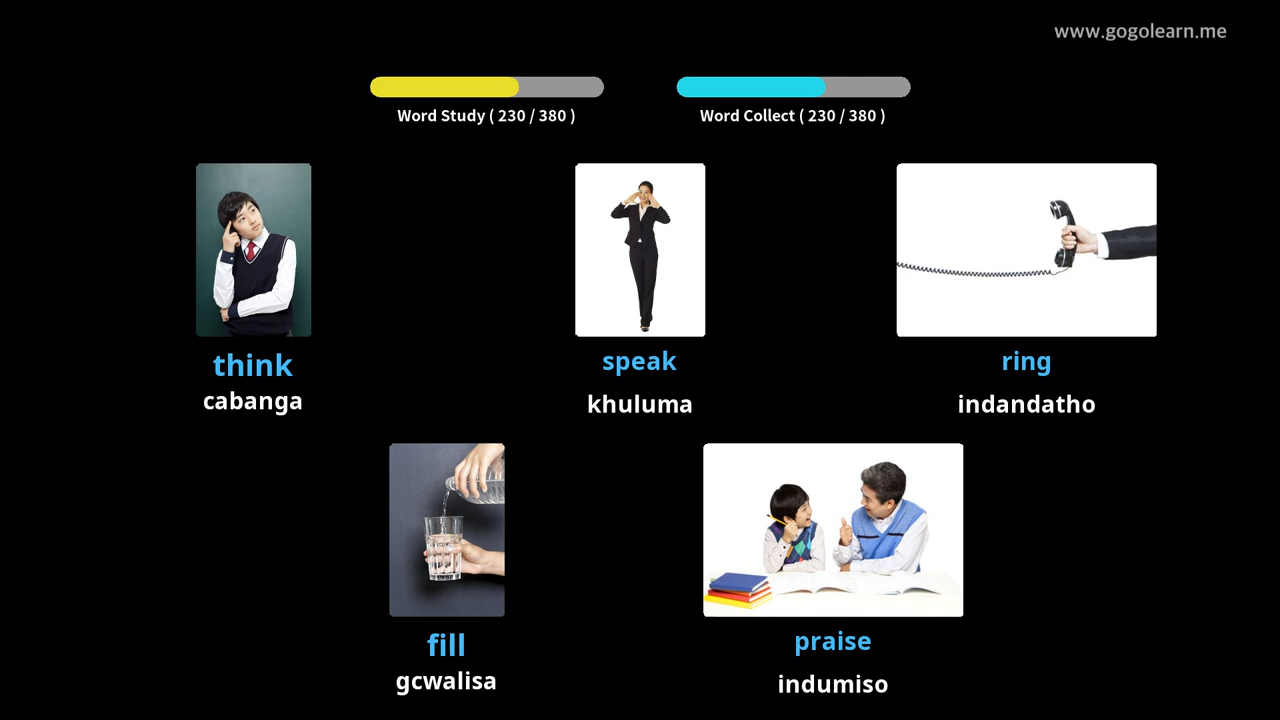 www.gogolearn.me
Word Study ( 230 / 380 )
Word Collect ( 230 / 380 )
think
cabanga
speak
khuluma
ring
indandatho
fill
gcwalisa
praise
indumiso